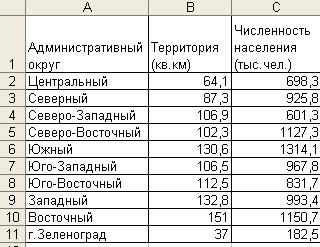 A B C
1 Административный округ Территория (кв.км) Численность населения (тыс.чел.)
2 Центральный 64,1 698,3
3 Северный 87,3 925,8
4 Северо-Западный 106,9 601,3
5 Северо-Восточный 102,3 1127,3
6 Южный 130,6 1314,1
7 Юго-Западный 106,5 967,8
8 Юго-Восточный 112,5 831,7
9 Западный 132,8 993,4
10 Восточный 151 1150,7
11 г.Зеленоград 37 182,5